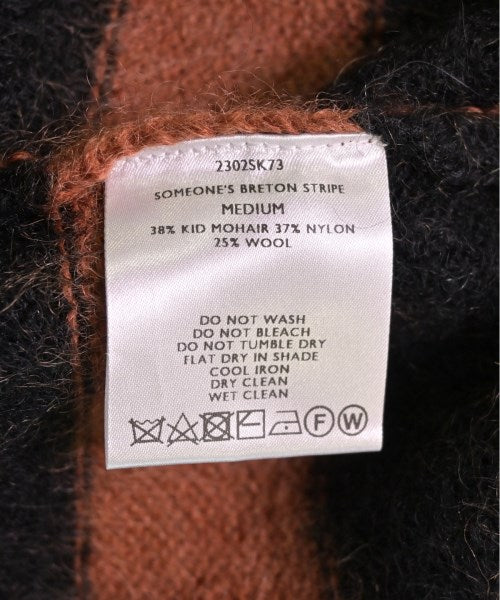 2302SK73
SOMEONE'S BRETON STRIPE
MEDIUM
38% KID MOHAIR 37% NYLON
25% WOOL
DO NOT WASH
DO NOT BLEACH
DO NOT TUMBLE DRY
FLAT DRY IN SHADE
COOL IRON
DRY CLEAN
WET CLEAN
F W